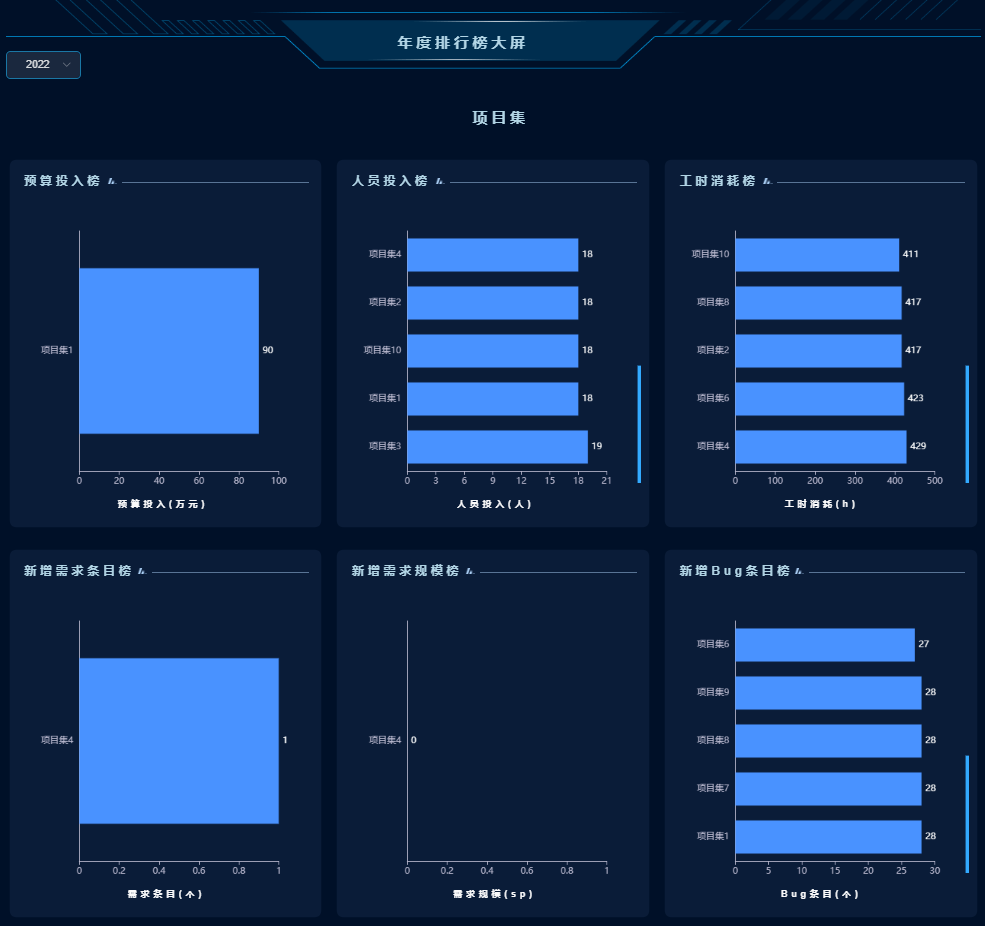 年度排行榜大屏
2022
项目集
预算投入榜
项目集1
90
0 20 40 60 80 100
预算投入(万元)
人员投入榜
项目集4 18
项目集2 18
项目集10 18
项目集1 18
项目集3 19
0 3 6 9 12 15 18 21
人员投入(人)
工时消耗榜
项目集10 411
项目集8 417
项目集2 417
项目集6 423
项目集4 429
0 100 200 300 400 500
工时消耗(h)
新增需求条目榜
项目集4 1
0 0.2 0.4 0.6 0.8 1
需求条目(个)
新增需求规模榜
项目集4 0
0 0.2 0.4 0.6 0.8 1
需求规模(sp)
新增Bug条目榜
项目集6 27
项目集9 28
项目集8 28
项目集7 28
项目集1 28
0 5 10 15 20 25 30
Bug条目(个)